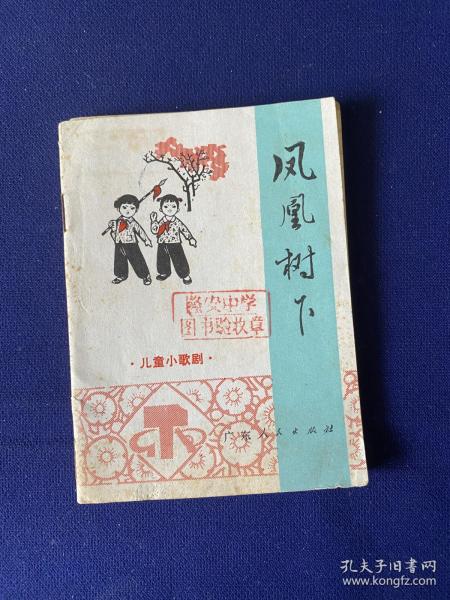 凤凰树下
隆安中学
图书验收章
·儿童小歌剧·
广东人民出版社
孔夫子旧书网
www.kongfz.com